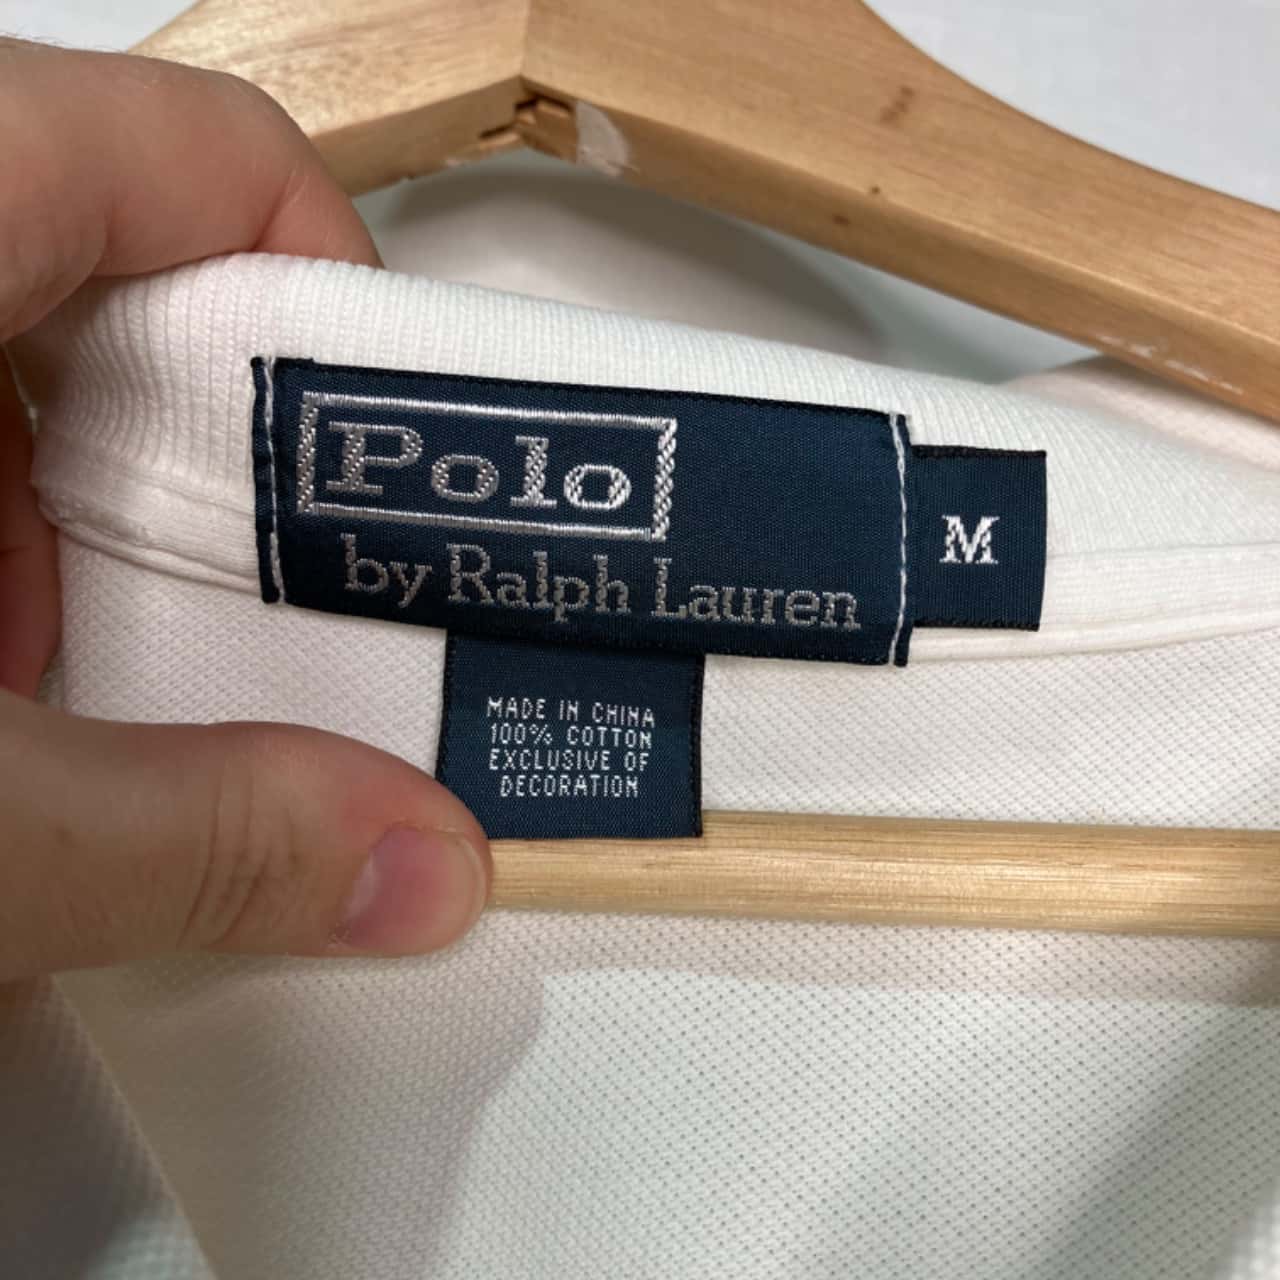 Polo
by Ralph Lauren
M
MADE IN CHINA
100% COTTON
EXCLUSIVE OF
DECORATION